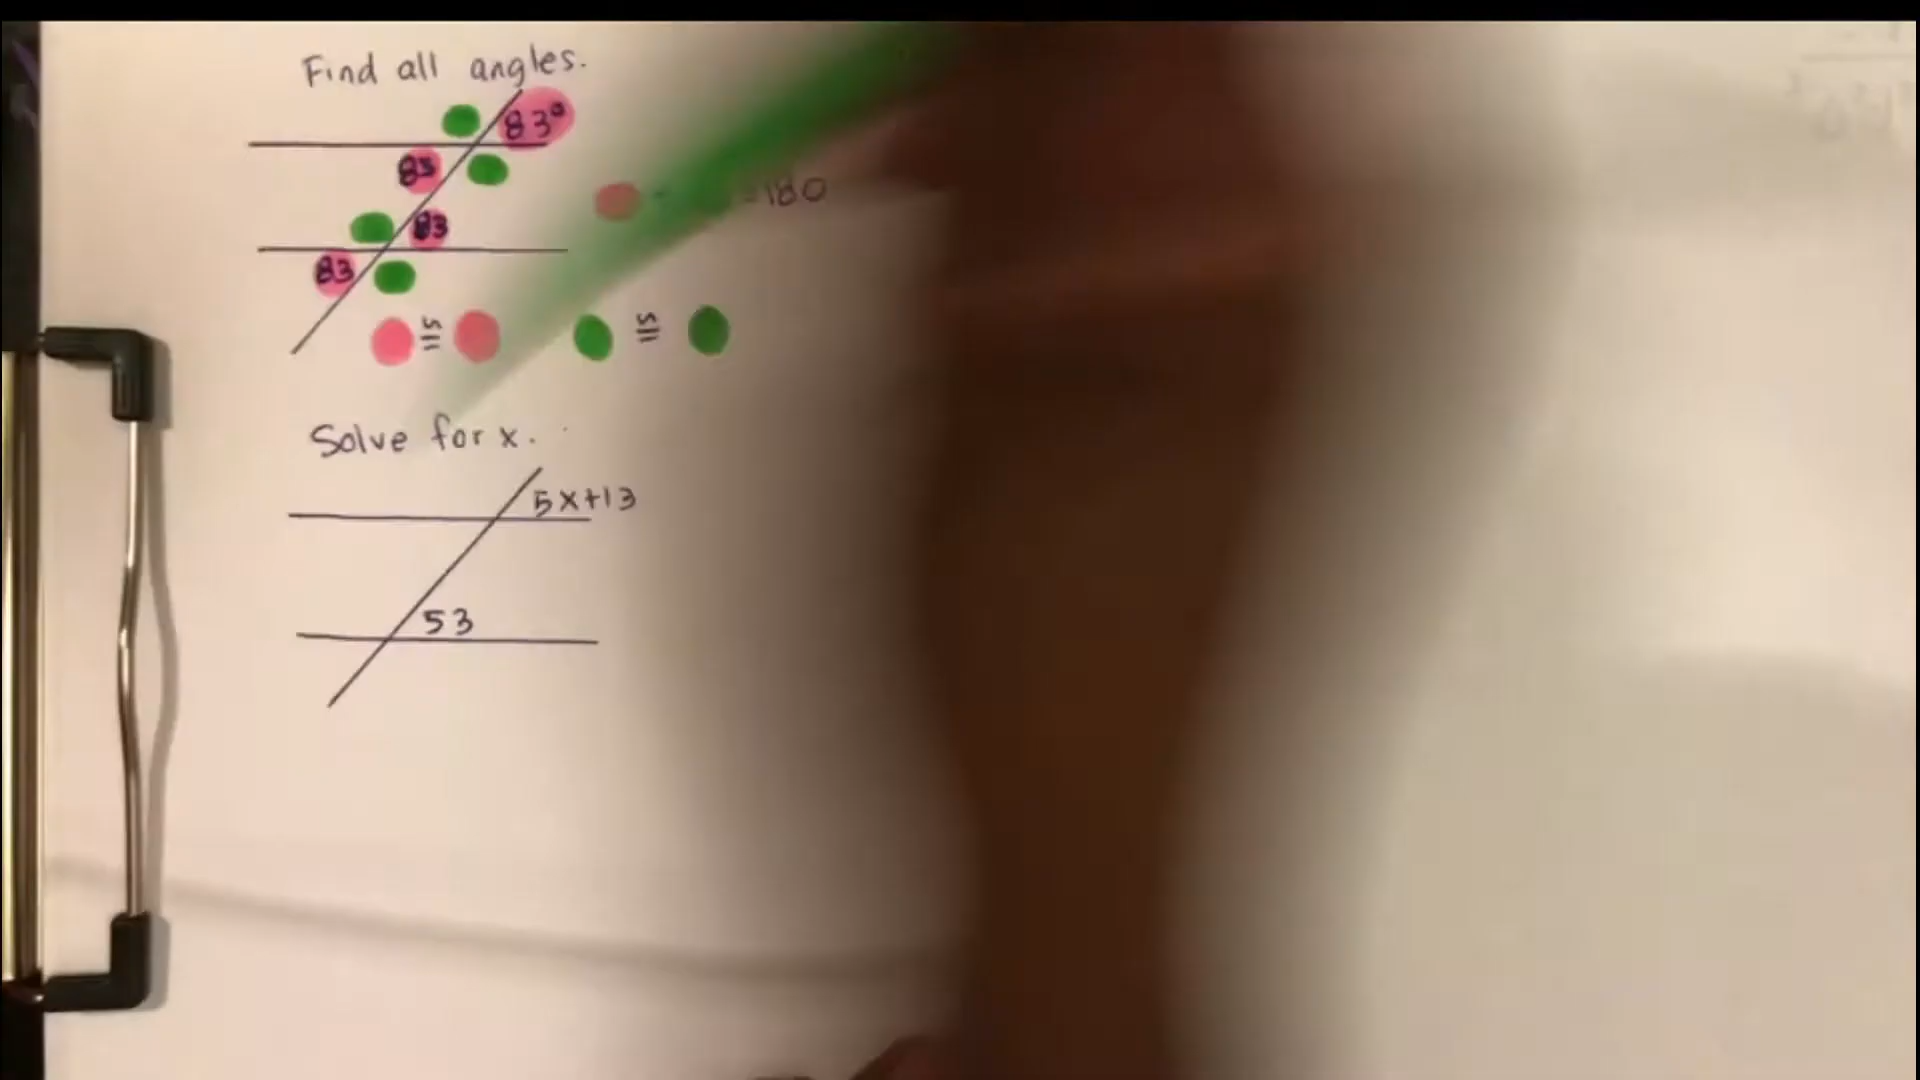 Find all angles.
83°
83
83
83
=180
≅ ≅
Solve for x.
5x+13
53